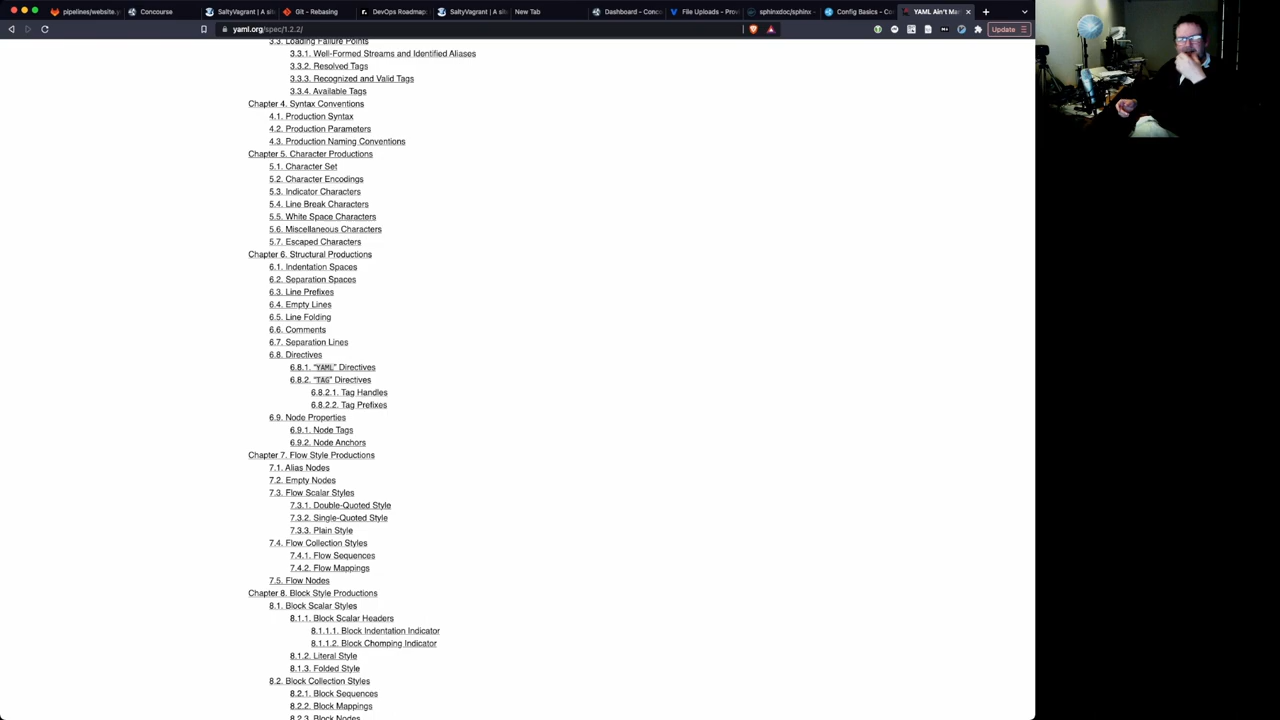 pipelines/website.y
Concourse
SaltyVagrant | A sit
Git - Rebasing
DevOps Roadmap:
SaltyVagrant | A sit
New Tab
Dashboard - Conc
File Uploads - Prov
sphinxdoc/sphinx -
Config Basics - Co
YAML Ain't Ma
yaml.org/spec/1.2.2/
Update
3.3. Loading Failure Points
3.3.1. Well-Formed Streams and Identified Aliases
3.3.2. Resolved Tags
3.3.3. Recognized and Valid Tags
3.3.4. Available Tags
Chapter 4. Syntax Conventions
4.1. Production Syntax
4.2. Production Parameters
4.3. Production Naming Conventions
Chapter 5. Character Productions
5.1. Character Set
5.2. Character Encodings
5.3. Indicator Characters
5.4. Line Break Characters
5.5. White Space Characters
5.6. Miscellaneous Characters
5.7. Escaped Characters
Chapter 6. Structural Productions
6.1. Indentation Spaces
6.2. Separation Spaces
6.3. Line Prefixes
6.4. Empty Lines
6.5. Line Folding
6.6. Comments
6.7. Separation Lines
6.8. Directives
6.8.1. “YAML” Directives
6.8.2. “TAG” Directives
6.8.2.1. Tag Handles
6.8.2.2. Tag Prefixes
6.9. Node Properties
6.9.1. Node Tags
6.9.2. Node Anchors
Chapter 7. Flow Style Productions
7.1. Alias Nodes
7.2. Empty Nodes
7.3. Flow Scalar Styles
7.3.1. Double-Quoted Style
7.3.2. Single-Quoted Style
7.3.3. Plain Style
7.4. Flow Collection Styles
7.4.1. Flow Sequences
7.4.2. Flow Mappings
7.5. Flow Nodes
Chapter 8. Block Style Productions
8.1. Block Scalar Styles
8.1.1. Block Scalar Headers
8.1.1.1. Block Indentation Indicator
8.1.1.2. Block Chomping Indicator
8.1.2. Literal Style
8.1.3. Folded Style
8.2. Block Collection Styles
8.2.1. Block Sequences
8.2.2. Block Mappings
8.2.3. Block Nodes